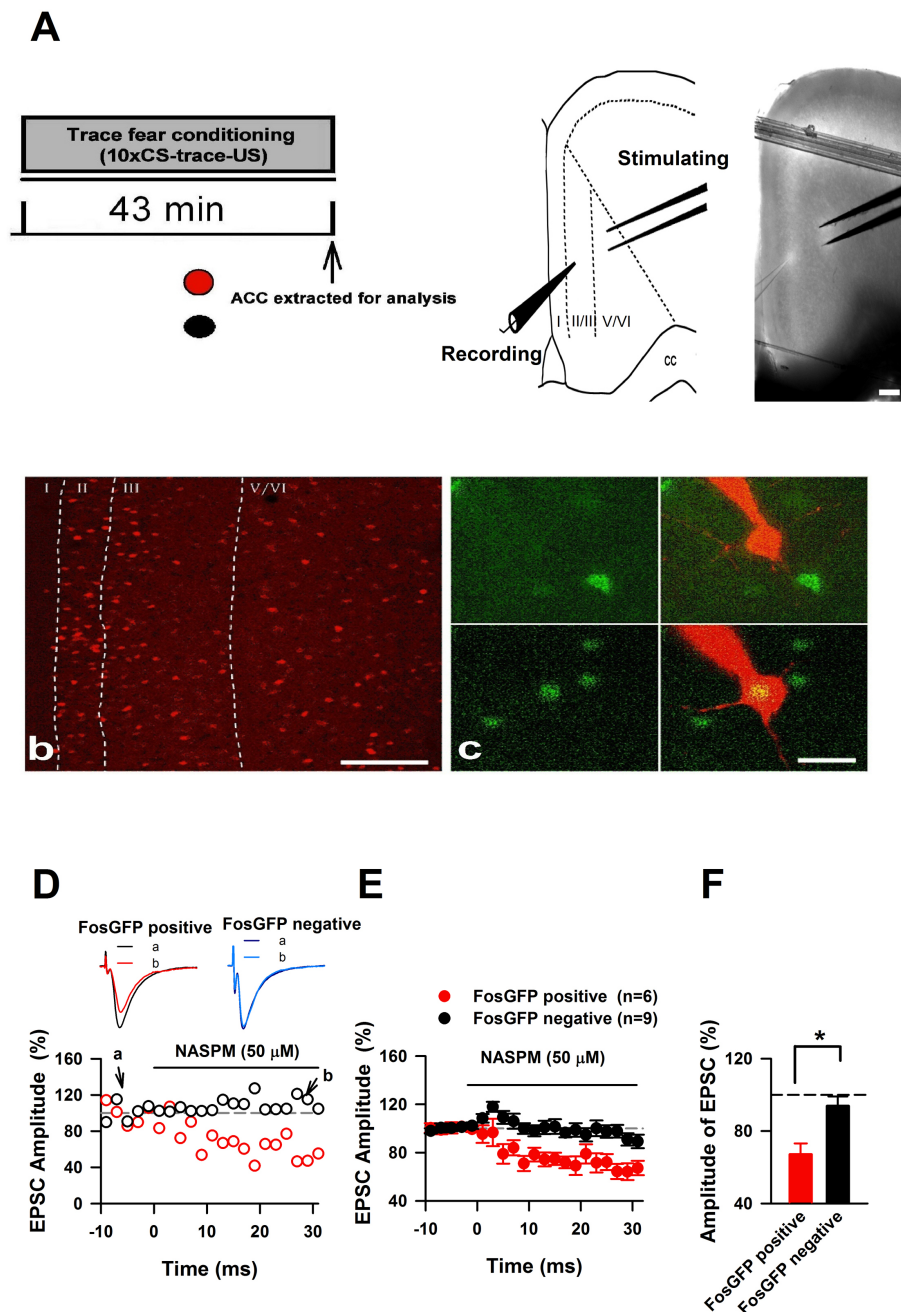 A
Trace fear conditioning
(10xCS-trace-US)
43 min
ACC extracted for analysis
Stimulating
Recording
I
II/III
V/VI
cc
I
II
III
V/VI
b
c
D
FosGFP positive
a
b
FosGFP negative
a
b
NASPM (50 μM)
a
b
EPSC Amplitude (%)
160
120
80
40
0
-10
0
10
20
30
Time (ms)
E
FosGFP positive (n=6)
FosGFP negative (n=9)
NASPM (50 μM)
EPSC Amplitude (%)
160
120
80
40
-10
0
10
20
30
Time (ms)
F
*
Amplitude of EPSC (%)
120
80
40
FosGFP positive
FosGFP negative